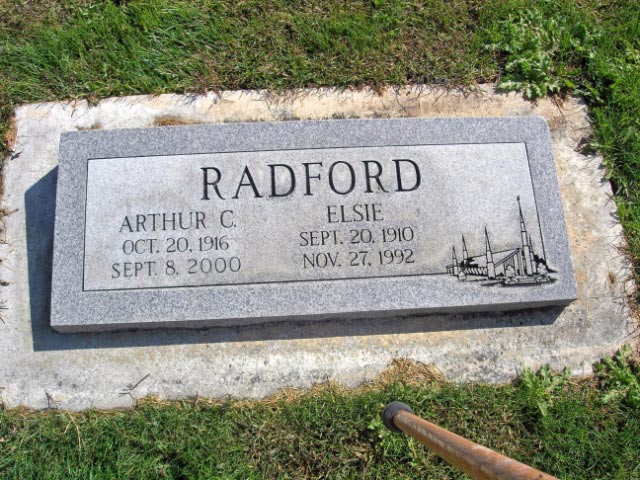 RADFORD
ARTHUR C.
OCT. 20, 1916
SEPT. 8, 2000
ELSIE
SEPT. 20, 1910
NOV. 27, 1992